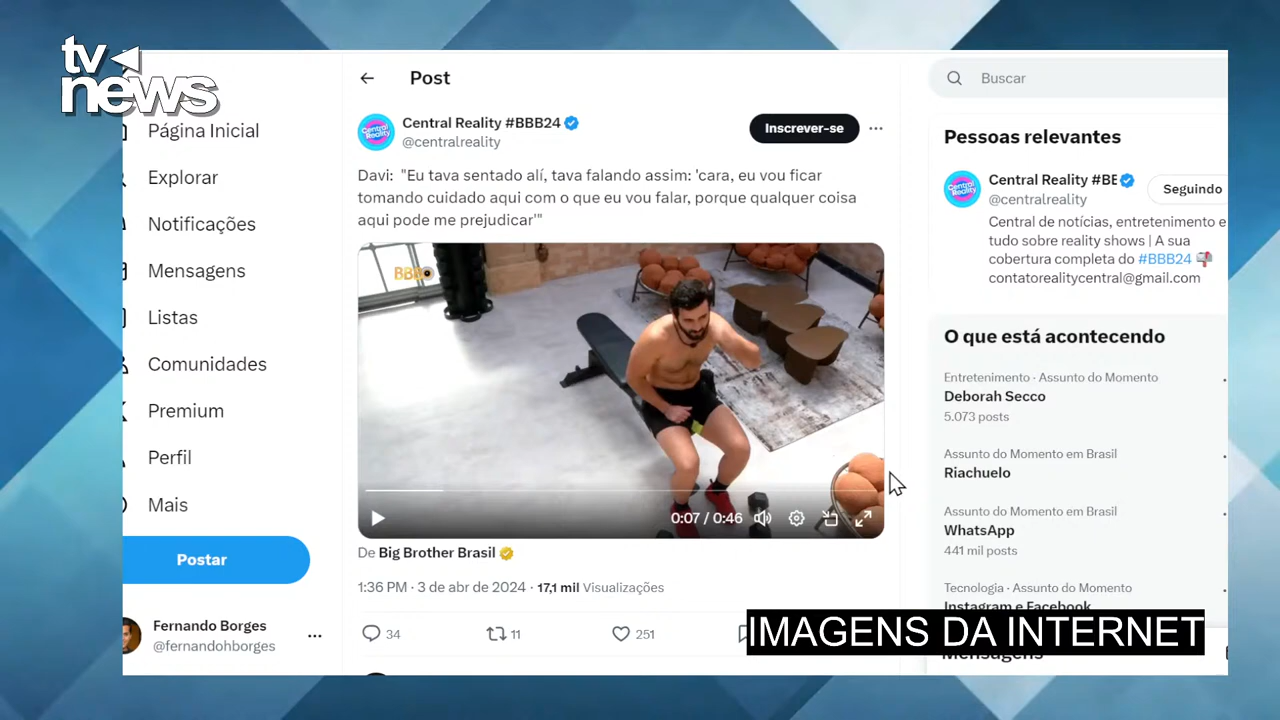 tv
news
Página Inicial
Explorar
Notificações
Mensagens
Listas
Comunidades
Premium
Perfil
Mais
Postar
Fernando Borges
@fernandohborges
Post
Central Reality #BBB24
@centralreality
Inscrever-se
Davi: "Eu tava sentado alí, tava falando assim: 'cara, eu vou ficar
tomando cuidado aqui com o que eu vou falar, porque qualquer coisa
aqui pode me prejudicar'"
BBB
0:07 / 0:46
De Big Brother Brasil
1:36 PM · 3 de abr de 2024 · 17,1 mil Visualizações
34
11
251
Buscar
Pessoas relevantes
Central Reality #BE
@centralreality
Seguindo
Central de notícias, entretenimento e
tudo sobre reality shows | A sua
cobertura completa do #BBB24
contatorealitycentral@gmail.com
O que está acontecendo
Entretenimento · Assunto do Momento
Deborah Secco
5.073 posts
Assunto do Momento em Brasil
Riachuelo
Assunto do Momento em Brasil
WhatsApp
441 mil posts
Tecnologia · Assunto do Momento
Instagram e Facebook
IMAGENS DA INTERNET
Mensagens